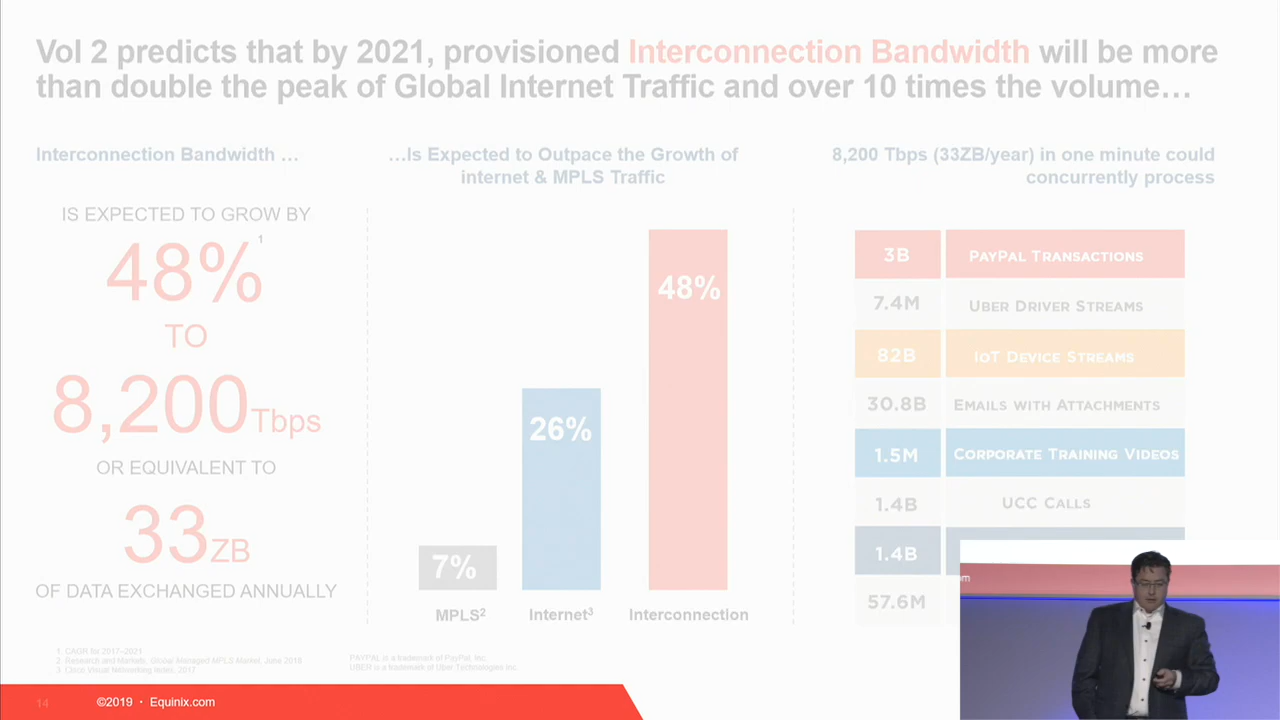 Vol 2 predicts that by 2021, provisioned Interconnection Bandwidth will be more
than double the peak of Global Internet Traffic and over 10 times the volume…
Interconnection Bandwidth …
IS EXPECTED TO GROW BY
48%1
TO
8,200Tbps
OR EQUIVALENT TO
33ZB
OF DATA EXCHANGED ANNUALLY
…Is Expected to Outpace the Growth of
internet & MPLS Traffic
7%
26%
48%
MPLS2
Internet3
Interconnection
8,200 Tbps (33ZB/year) in one minute could
concurrently process
3B PayPal Transactions
7.4M Uber Driver Streams
82B IoT Device Streams
30.8B Emails with Attachments
1.5M Corporate Training Videos
1.4B UCC Calls
1.4B
57.6M
1. CAGR for 2017–2021
2. Research and Markets, Global Managed MPLS Market, June 2018
3. Cisco Visual Networking Index, 2017
PAYPAL is a trademark of PayPal, Inc.
UBER is a trademark of Uber Technologies Inc.
14
©2019 · Equinix.com
om